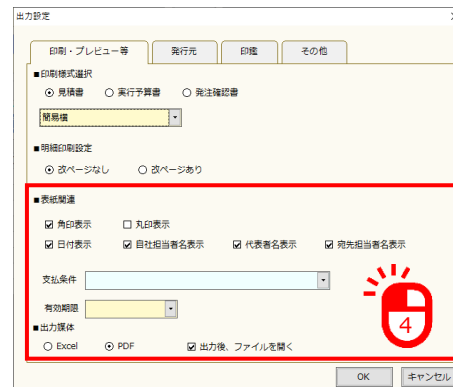 出力設定
印刷・プレビュー等 発行元 印鑑 その他
■印刷様式選択
見積書 実行予算書 発注確認書
簡易横
■明細印刷設定
改ページなし 改ページあり
■表紙関連
角印表示 丸印表示
日付表示 自社担当者名表示 代表者名表示 宛先担当者名表示
支払条件
有効期限
■出力媒体
Excel PDF 出力後、ファイルを開く
4
OK キャンセル